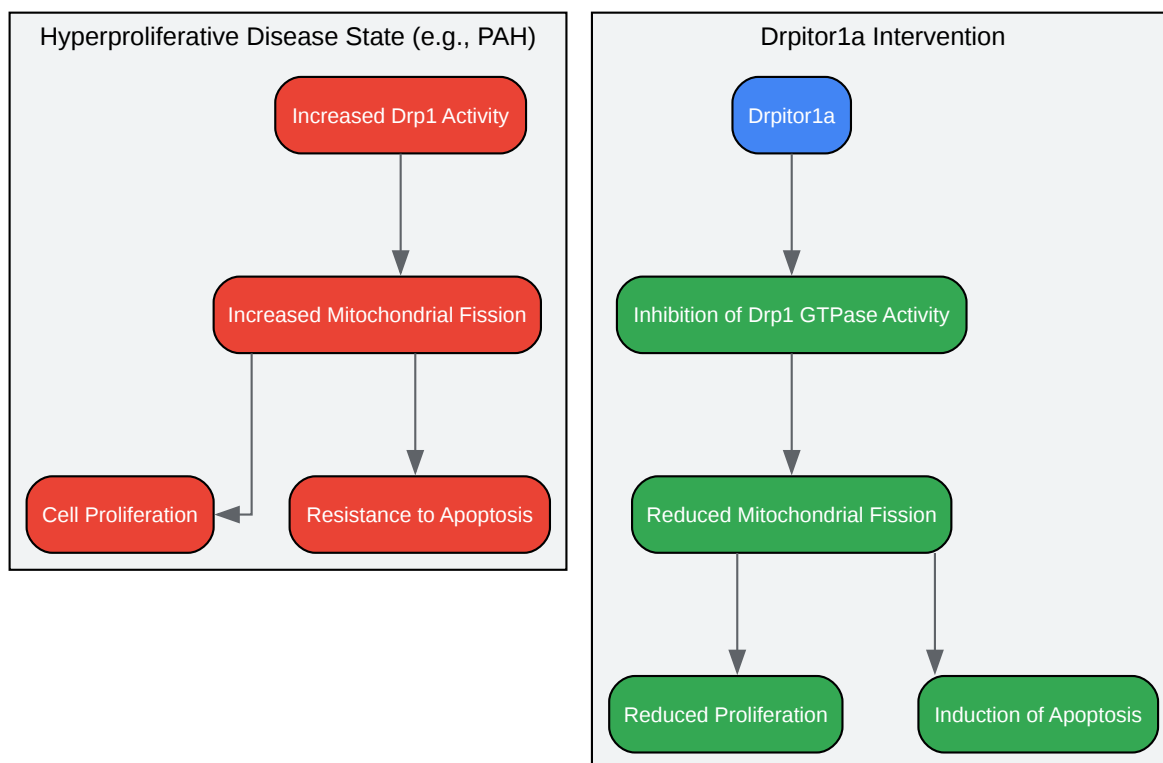 Hyperproliferative Disease State (e.g., PAH)
Increased Drp1 Activity
Increased Mitochondrial Fission
Cell Proliferation
Resistance to Apoptosis
Drpitor1a Intervention
Drpitor1a
Inhibition of Drp1 GTPase Activity
Reduced Mitochondrial Fission
Reduced Proliferation
Induction of Apoptosis